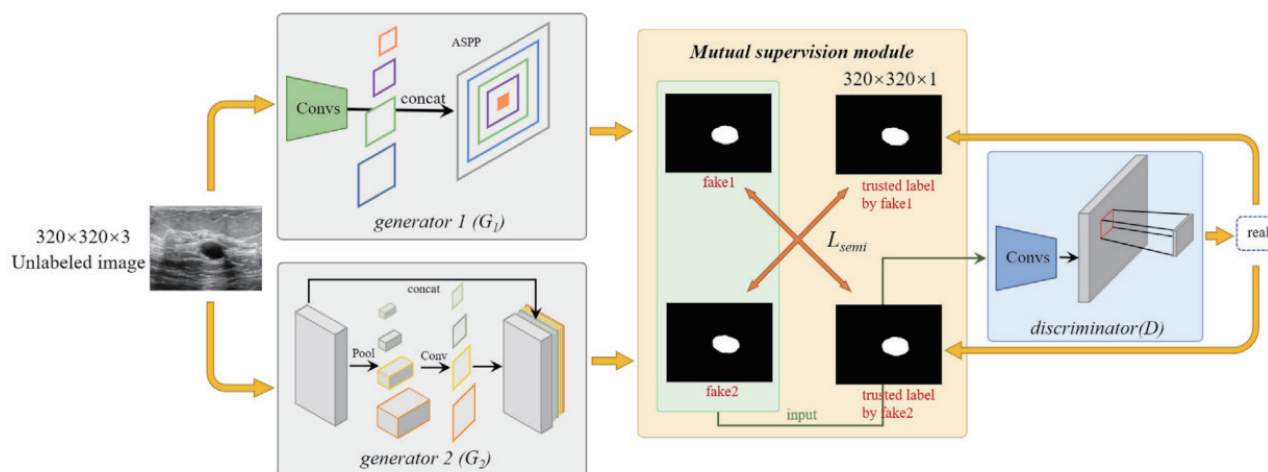 320×320×3
Unlabeled image
Convs
concat
ASPP
generator 1 (G1)
concat
Pool
Conv
generator 2 (G2)
Mutual supervision module
320×320×1
fake1
trusted label
by fake1
Lsemi
fake2
trusted label
by fake2
input
Convs
discriminator(D)
real